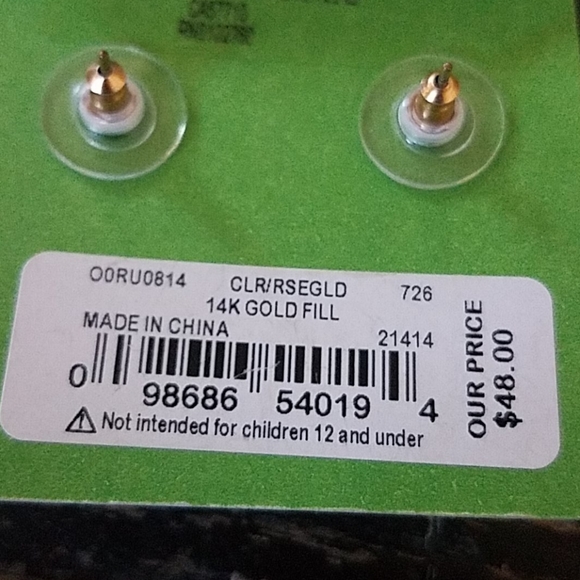 O0RU0814 CLR/RSEGLD 726
14K GOLD FILL
MADE IN CHINA 21414
0 98686 54019 4
⚠ Not intended for children 12 and under
OUR PRICE
$48.00